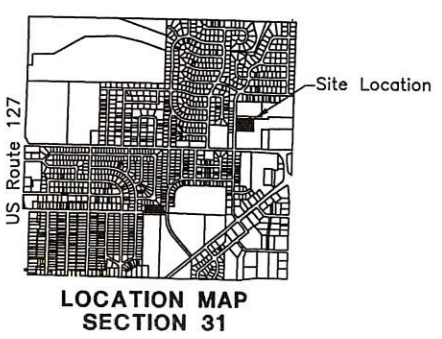 Site Location
US Route 127
LOCATION MAP
SECTION 31